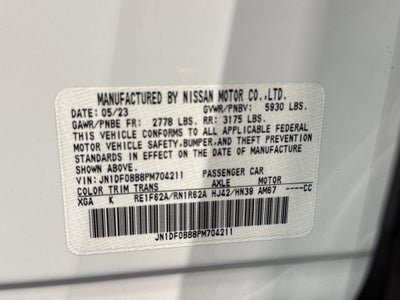 MANUFACTURED BY NISSAN MOTOR CO.,LTD.
DATE: 05/23 GVWR/PNBV: 5930 LBS.
GAWR/PNBE FR: 2778 LBS. RR: 3175 LBS.
THIS VEHICLE CONFORMS TO ALL APPLICABLE FEDERAL
MOTOR VEHICLE SAFETY,BUMPER,AND THEFT PREVENTION
STANDARDS IN EFFECT ON THE DATE OF MANUFACTURE
SHOWN ABOVE.
VIN: JN1DF0BB8PM704211 PASSENGER CAR
COLOR TRIM TRANS AXLE MOTOR
XGA K RE1F62A/RN1R62A HJ42/HN38 AM67 ----CC
JN1DF0BB8PM704211